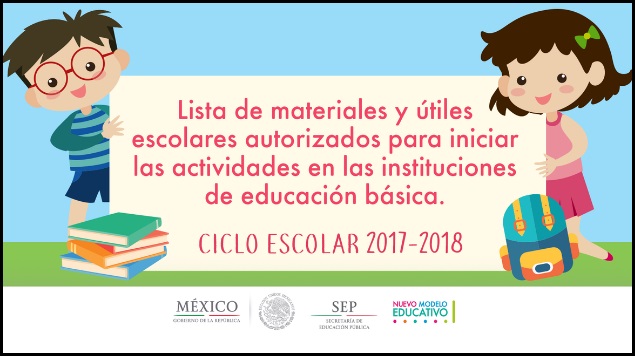 Lista de materiales y útiles
escolares autorizados para iniciar
las actividades en las instituciones
de educación básica.
CICLO ESCOLAR 2017-2018
MÉXICO
GOBIERNO DE LA REPÚBLICA
SEP
SECRETARÍA DE
EDUCACIÓN PÚBLICA
NUEVO MODELO
EDUCATIVO